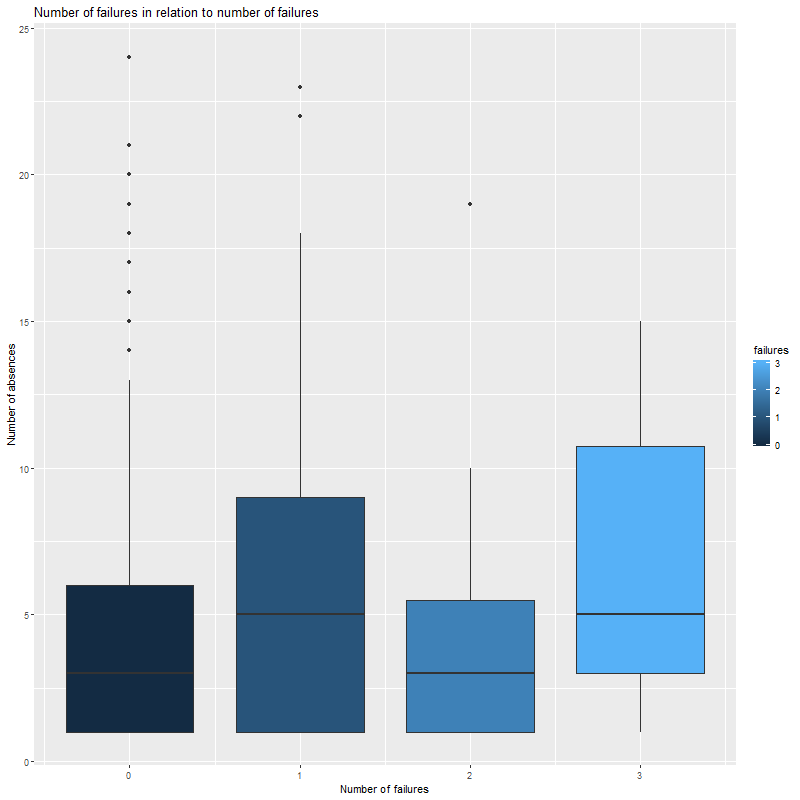 Number of failures in relation to number of failures
25
20
15
10
5
0
Number of absences
0 1 2 3
Number of failures
failures
3
2
1
0